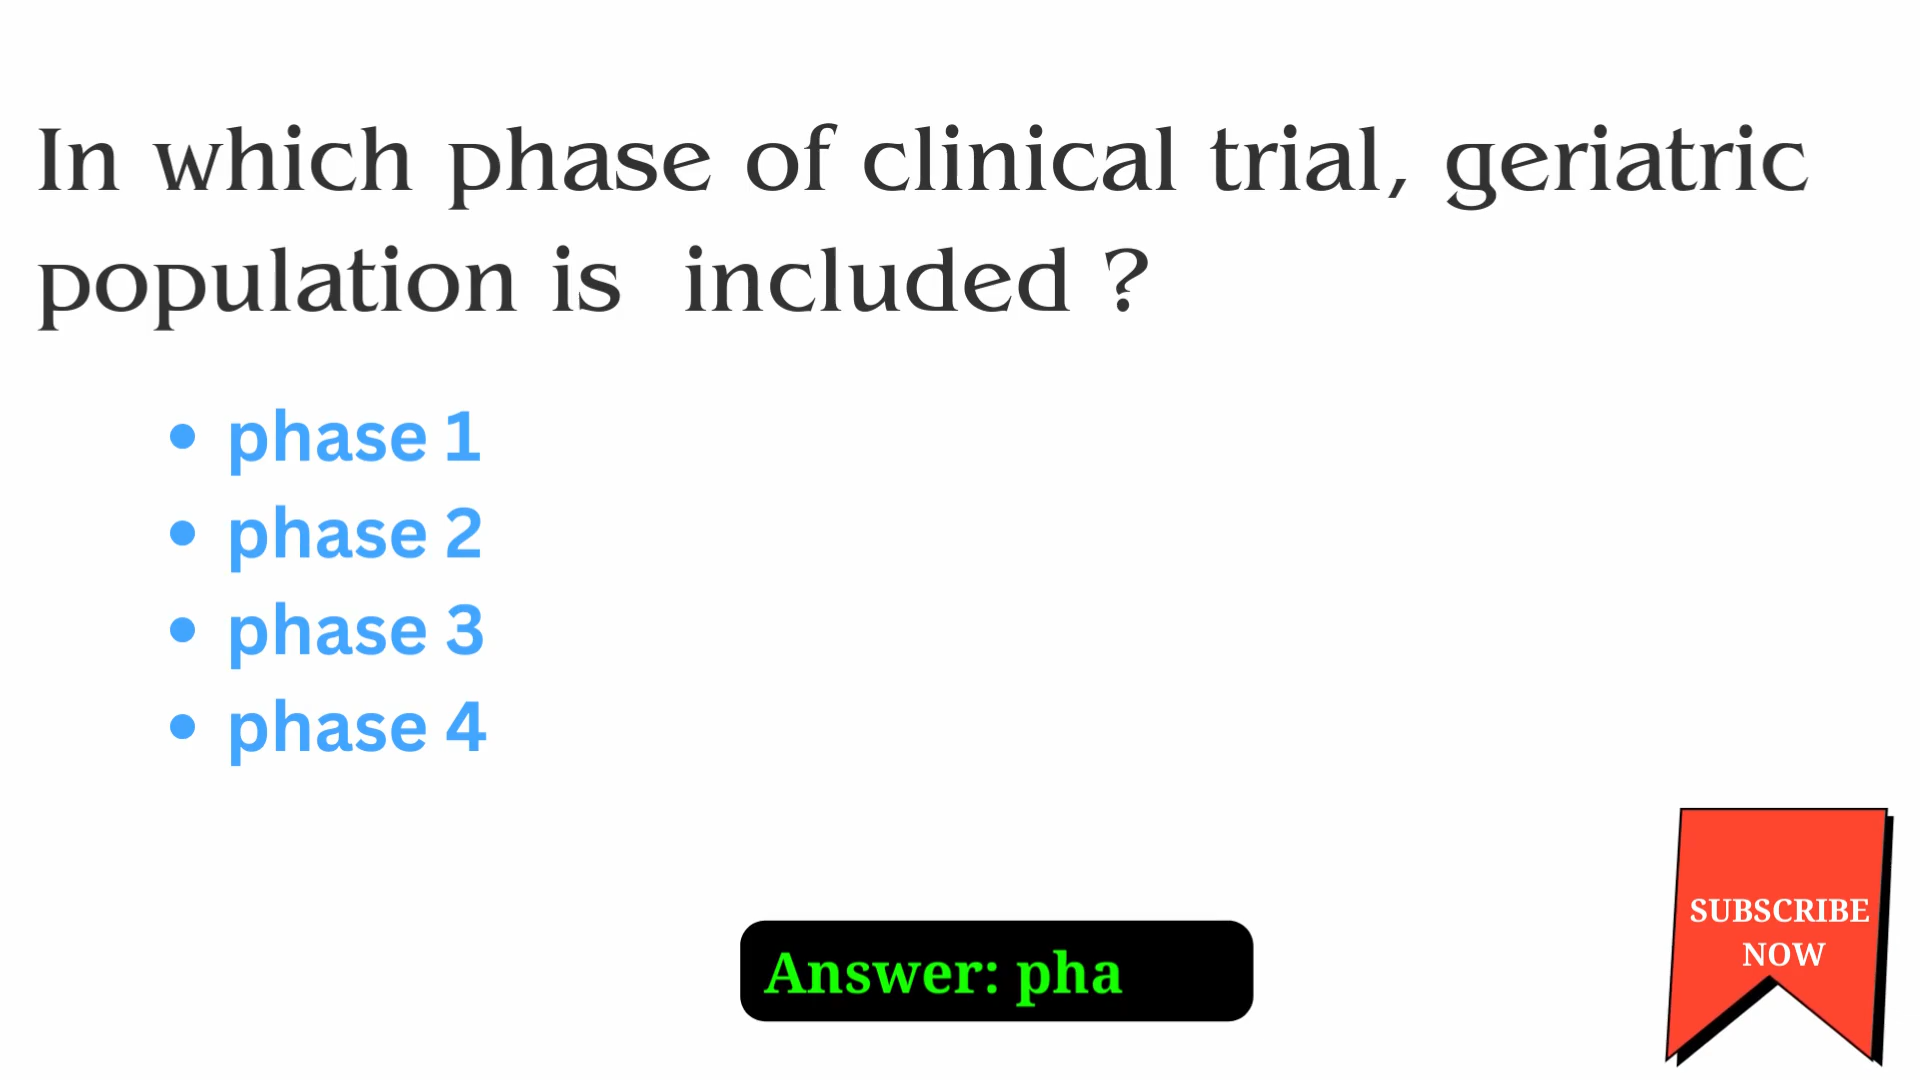 In which phase of clinical trial, geriatric
population is included ?
• phase 1
• phase 2
• phase 3
• phase 4
Answer: pha
SUBSCRIBE
NOW